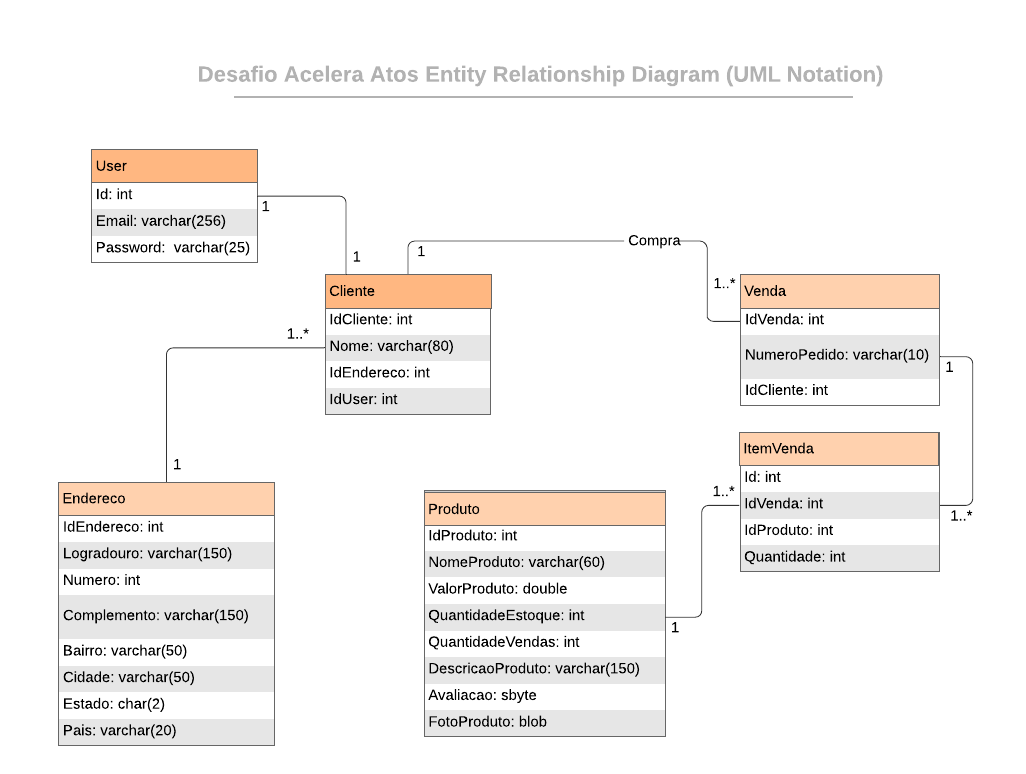 Desafio Acelera Atos Entity Relationship Diagram (UML Notation)
User
Id: int
Email: varchar(256)
Password: varchar(25)
1
1
1
Compra
1..*
Cliente
IdCliente: int
Nome: varchar(80)
IdEndereco: int
IdUser: int
1..*
1
Venda
IdVenda: int
NumeroPedido: varchar(10)
IdCliente: int
1
1..*
ItemVenda
Id: int
IdVenda: int
IdProduto: int
Quantidade: int
1..*
1
Endereco
IdEndereco: int
Logradouro: varchar(150)
Numero: int
Complemento: varchar(150)
Bairro: varchar(50)
Cidade: varchar(50)
Estado: char(2)
Pais: varchar(20)
Produto
IdProduto: int
NomeProduto: varchar(60)
ValorProduto: double
QuantidadeEstoque: int
QuantidadeVendas: int
DescricaoProduto: varchar(150)
Avaliacao: sbyte
FotoProduto: blob